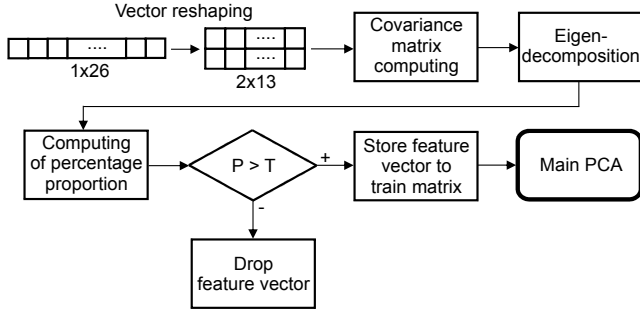 Vector reshaping
....
1x26
....
....
2x13
Covariance
matrix
computing
Eigen-
decomposition
Computing
of percentage
proportion
P > T
+
-
Store feature
vector to
train matrix
Main PCA
Drop
feature vector